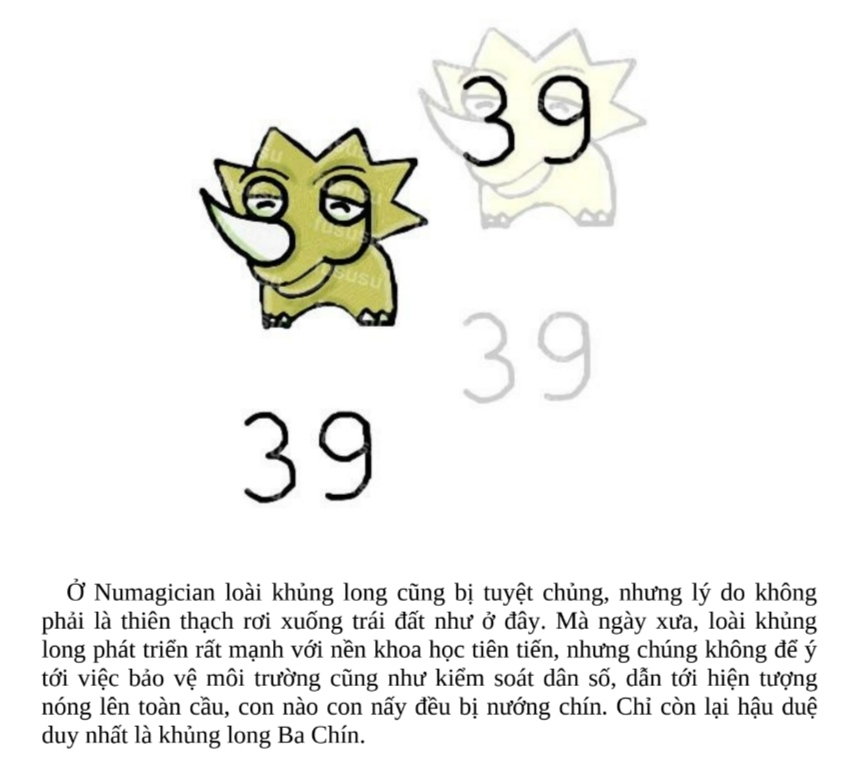 39
39
39
Ở Numagician loài khủng long cũng bị tuyệt chủng, nhưng lý do không
phải là thiên thạch rơi xuống trái đất như ở đây. Mà ngày xưa, loài khủng
long phát triển rất mạnh với nền khoa học tiên tiến, nhưng chúng không để ý
tới việc bảo vệ môi trường cũng như kiểm soát dân số, dẫn tới hiện tượng
nóng lên toàn cầu, con nào con nấy đều bị nướng chín. Chỉ còn lại hậu duệ
duy nhất là khủng long Ba Chín.